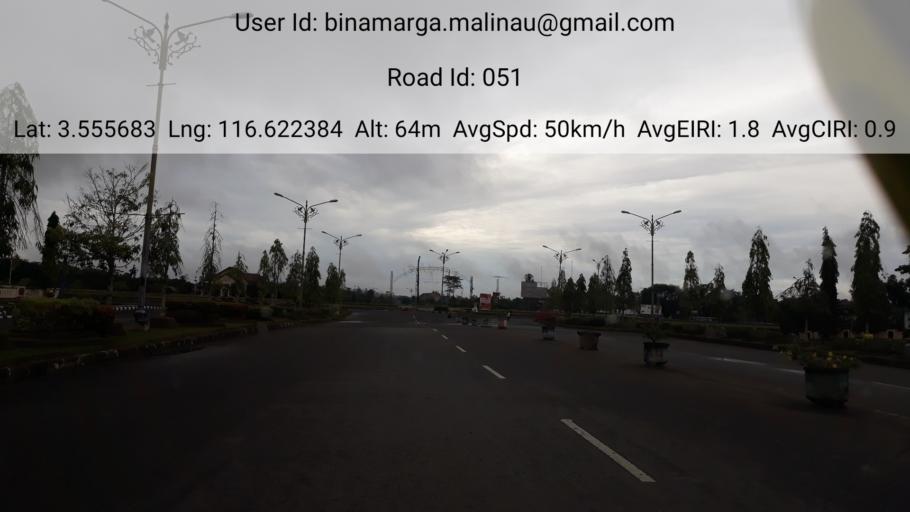 User Id: binamarga.malinau@gmail.com
Road Id: 051
Lat: 3.555683 Lng: 116.622384 Alt: 64m AvgSpd: 50km/h AvgEIRI: 1.8 AvgCIRI: 0.9